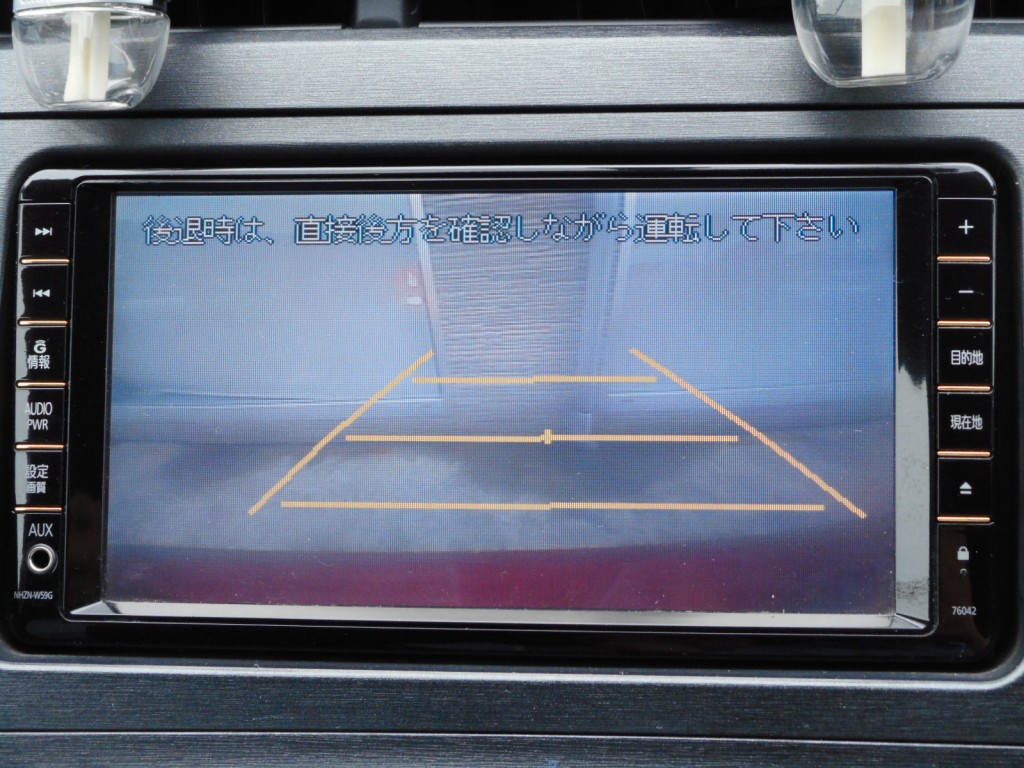 後退時は、直接後方を確認しながら運転して下さい
G
情報
AUDIO
PWR
設定
画質
AUX
NHZN-W59G
目的地
現在地
76042